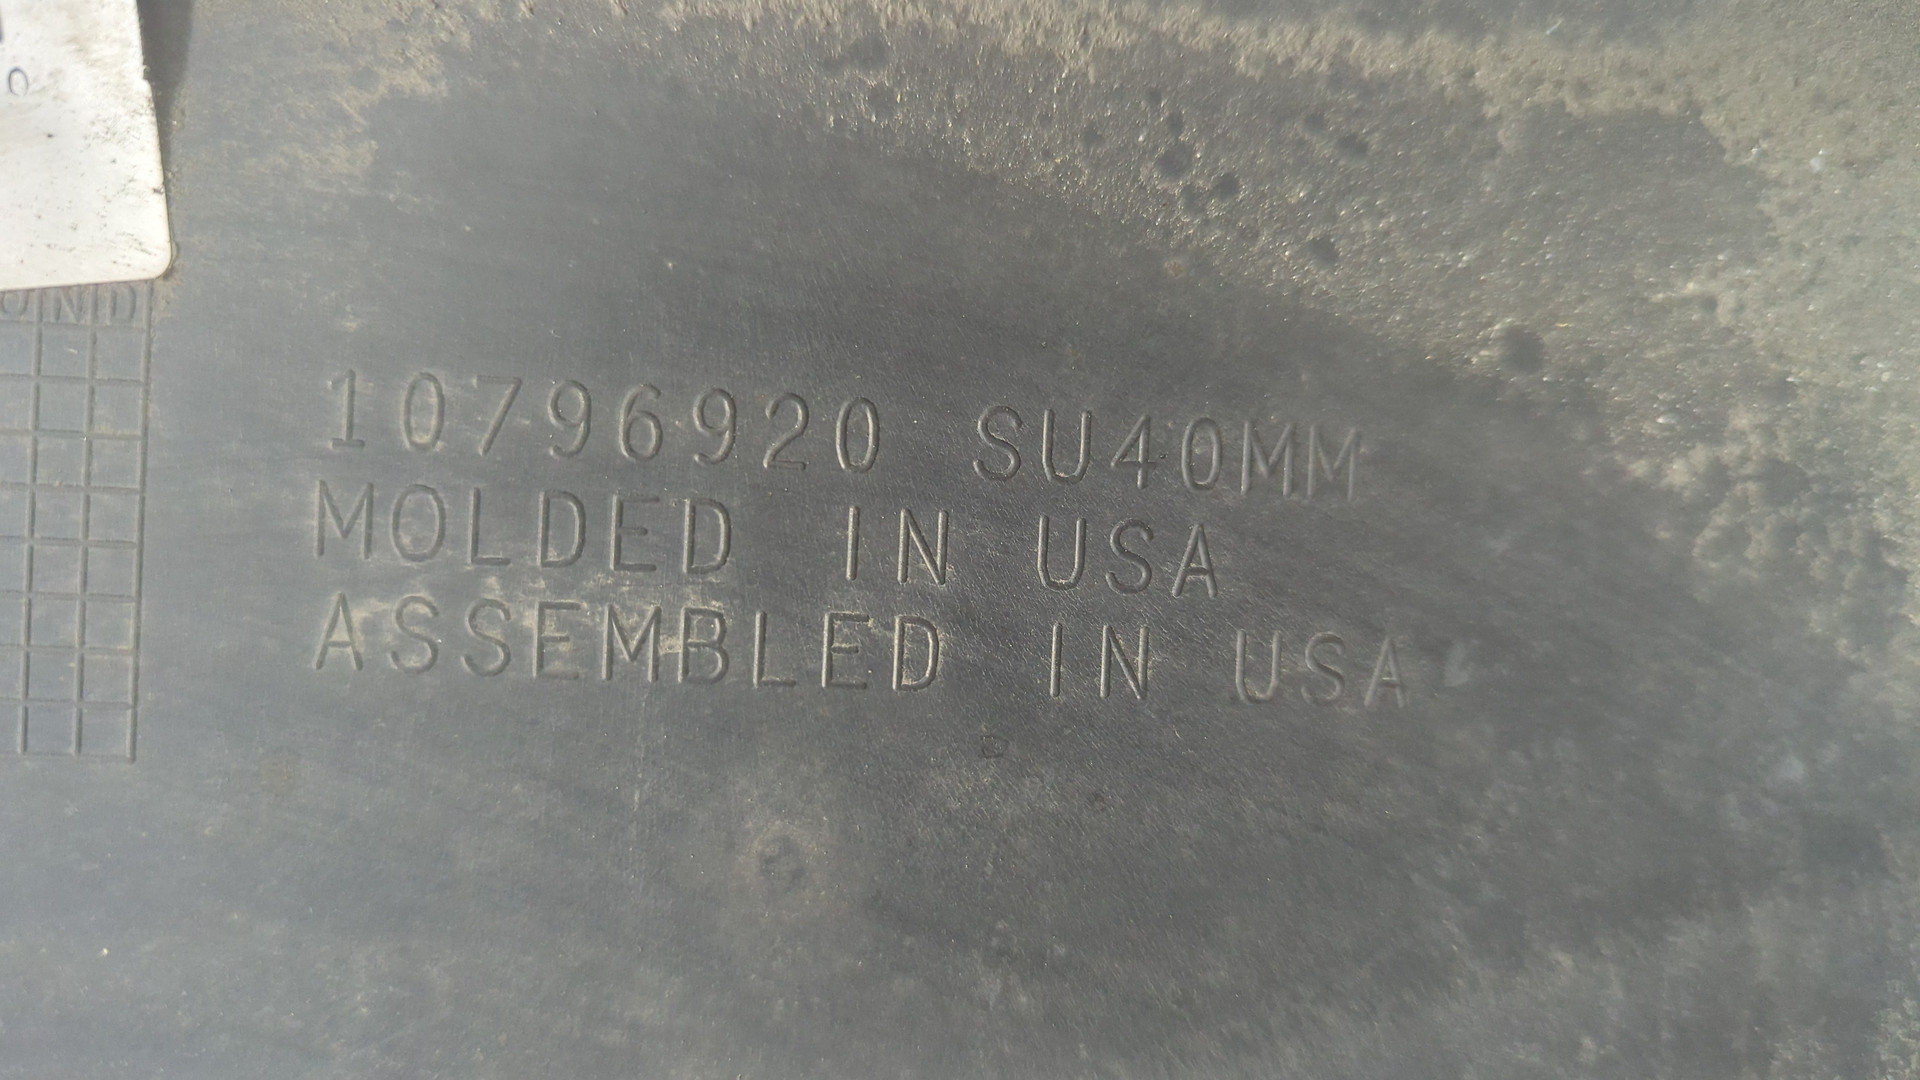 10796920 SU40MM
MOLDED IN USA
ASSEMBLED IN USA